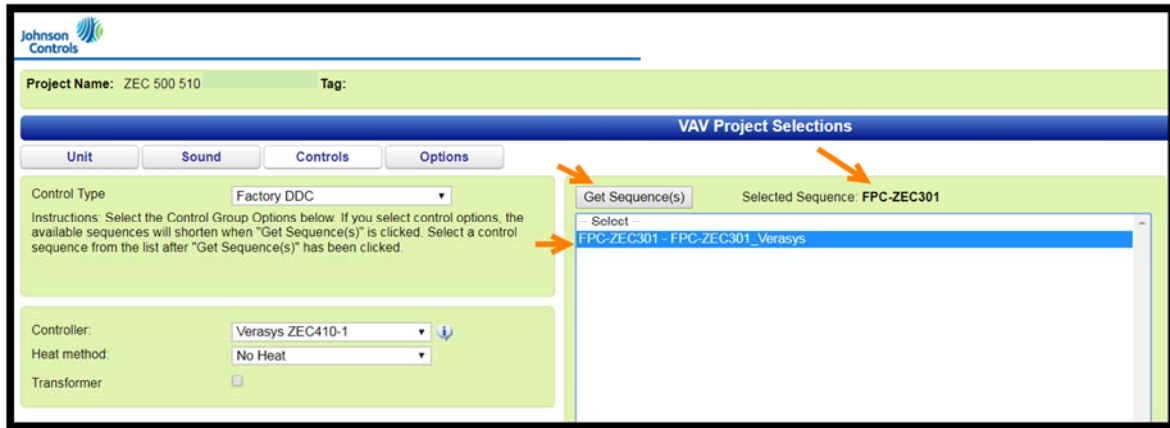 Johnson
Controls
Project Name: ZEC 500 510 Tag:
VAV Project Selections
Unit Sound Controls Options
Control Type Factory DDC
Instructions: Select the Control Group Options below. If you select control options, the
available sequences will shorten when "Get Sequence(s)" is clicked. Select a control
sequence from the list after "Get Sequence(s)" has been clicked.
Get Sequence(s) Selected Sequence: FPC-ZEC301
-- Select --
FPC-ZEC301 - FPC-ZEC301_Verasys
Controller: Verasys ZEC410-1
Heat method: No Heat
Transformer